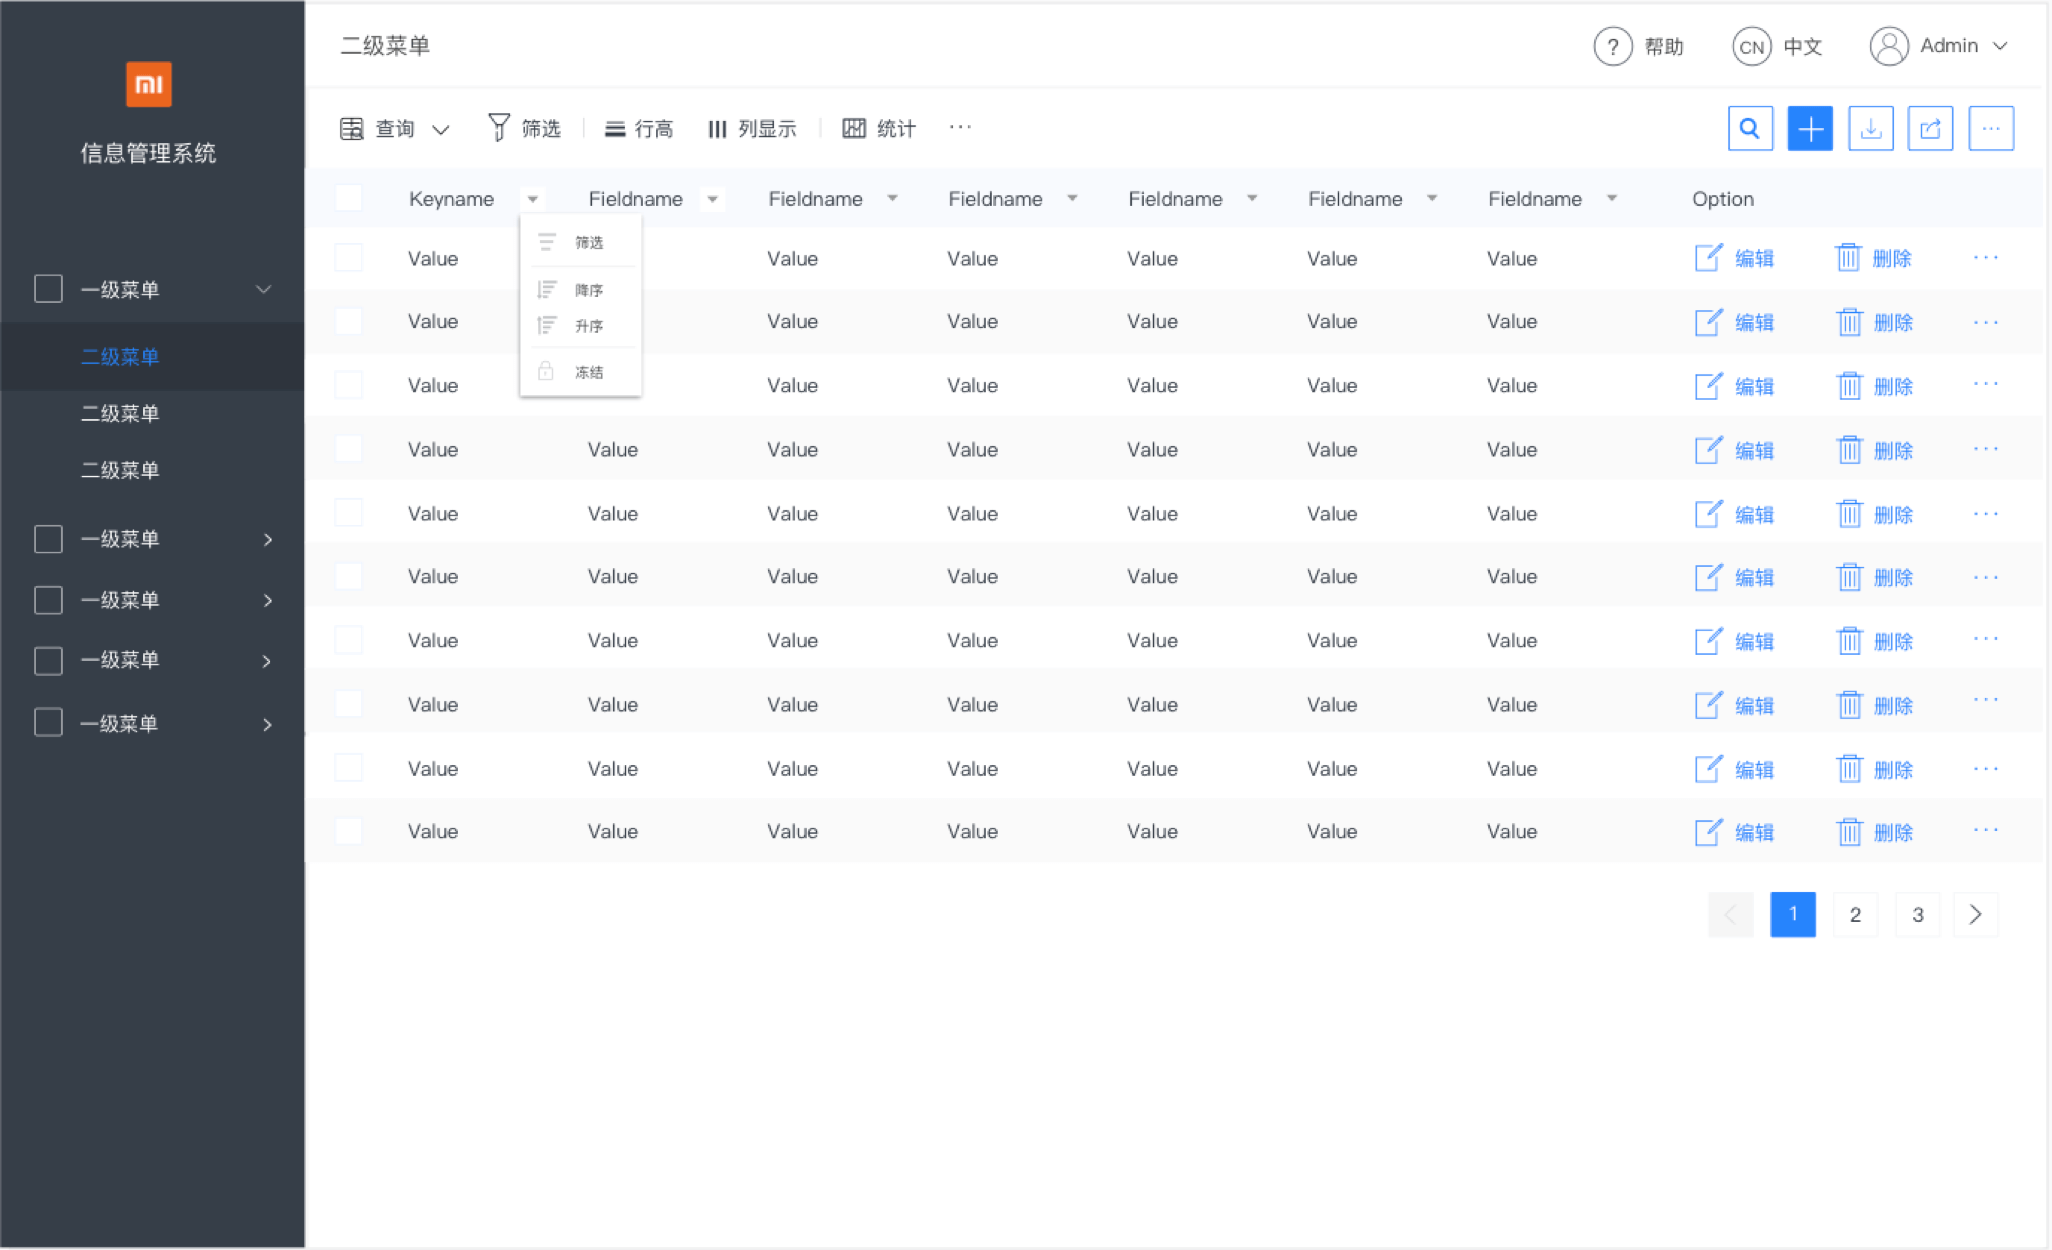 mi
信息管理系统
一级菜单
二级菜单
二级菜单
二级菜单
一级菜单
一级菜单
一级菜单
一级菜单
二级菜单
? 帮助 CN 中文 Admin
查询 筛选 行高 列显示 统计 ···
···
Keyname Fieldname Fieldname Fieldname Fieldname Fieldname Fieldname Option
筛选
降序
升序
冻结
Value Value Value Value Value Value 编辑 删除 ···
Value Value Value Value Value Value 编辑 删除 ···
Value Value Value Value Value Value 编辑 删除 ···
Value Value Value Value Value Value Value 编辑 删除 ···
Value Value Value Value Value Value Value 编辑 删除 ···
Value Value Value Value Value Value Value 编辑 删除 ···
Value Value Value Value Value Value Value 编辑 删除 ···
Value Value Value Value Value Value Value 编辑 删除 ···
Value Value Value Value Value Value Value 编辑 删除 ···
Value Value Value Value Value Value Value 编辑 删除 ···
1 2 3